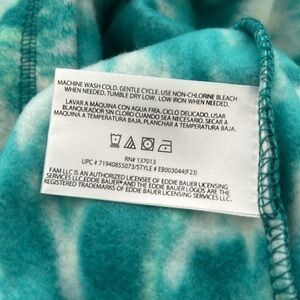 MACHINE WASH COLD, GENTLE CYCLE, USE NON-CHLORINE BLEACH
WHEN NEEDED, TUMBLE DRY LOW, LOW IRON WHEN NEEDED.
LAVAR A MAQUINA CON AGUA FRIA, CICLO DELICADO, USAR
BLANQUEADOR SIN CLORO CUANDO SEA NECESARIO, SECAR A
MAQUINA A TEMPERATURA BAJA, PLANCHAR A TEMPERATURA BAJA.
RN# 137013
UPC # 719408550073/STYLE # EB003044(F23)
FAM LLC IS AN AUTHORIZED LICENSEE OF EDDIE BAUER LICENSING
SERVICES LLC.EDDIE BAUER® AND THE EDDIE BAUER LOGOS ARE THE
REGISTERED TRADEMARKS OF EDDIE BAUER LICENSING SERVICES LLC.